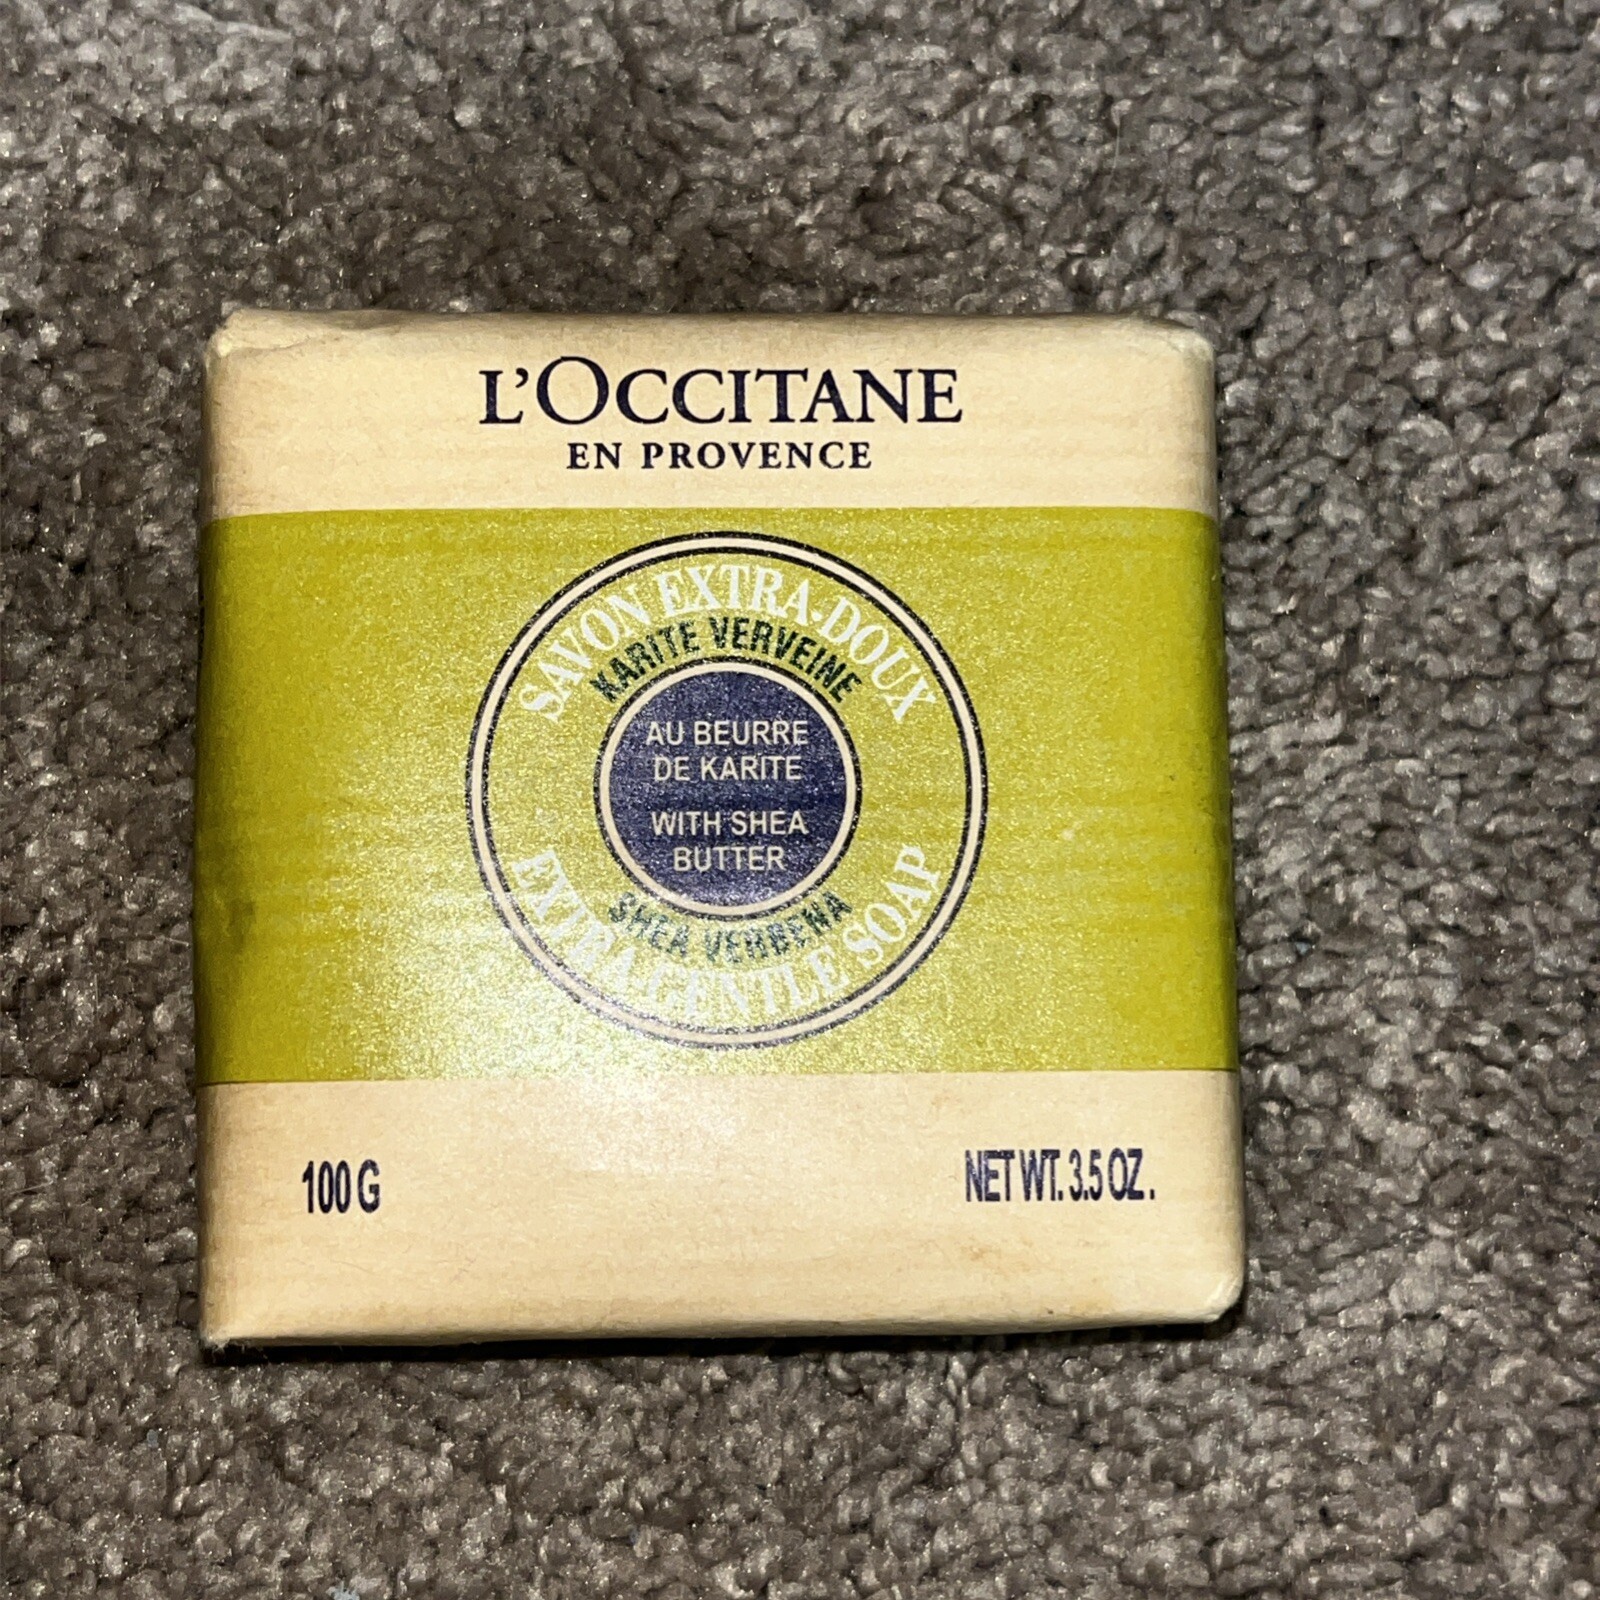 L'OCCITANE
EN PROVENCE
SAVON EXTRA-DOUX
KARITE VERVEINE
AU BEURRE
DE KARITE
WITH SHEA
BUTTER
SHEA VERBENA
EXTRA-GENTLE SOAP
100 G
NET WT. 3.5 OZ.